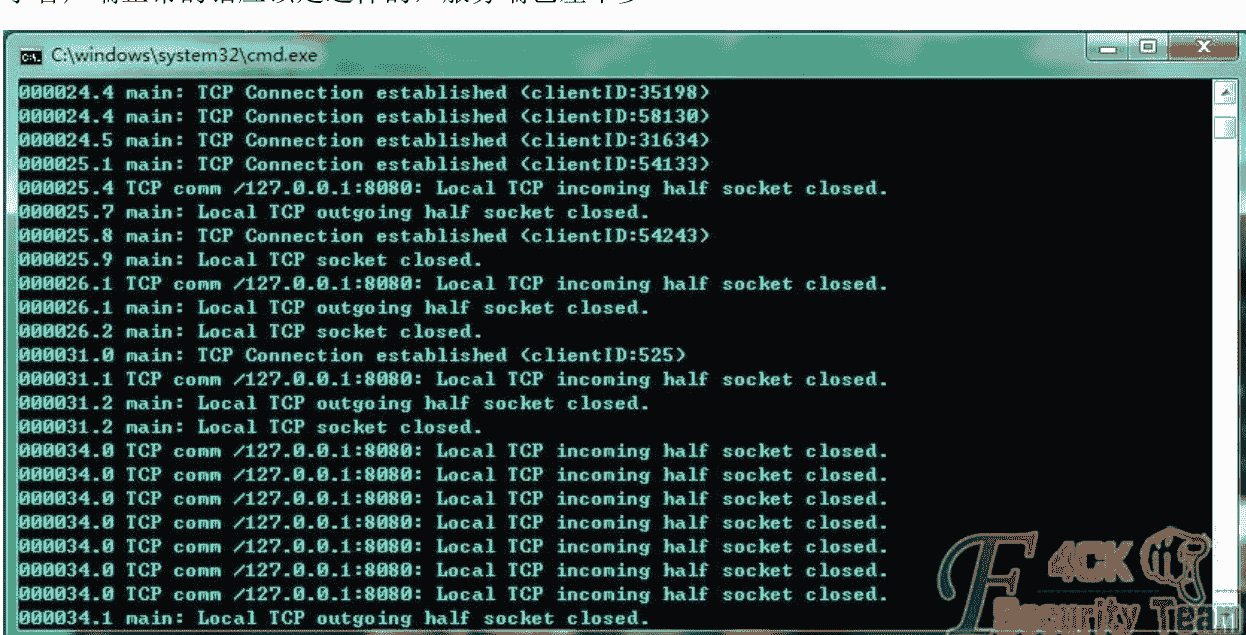 C:\windows\system32\cmd.exe
000024.4 main: TCP Connection established <clientID:35198>
000024.4 main: TCP Connection established <clientID:58130>
000024.5 main: TCP Connection established <clientID:31634>
000025.1 main: TCP Connection established <clientID:54133>
000025.4 TCP comm /127.0.0.1:8080: Local TCP incoming half socket closed.
000025.7 main: Local TCP outgoing half socket closed.
000025.8 main: TCP Connection established <clientID:54243>
000025.9 main: Local TCP socket closed.
000026.1 TCP comm /127.0.0.1:8080: Local TCP incoming half socket closed.
000026.1 main: Local TCP outgoing half socket closed.
000026.2 main: Local TCP socket closed.
000031.0 main: TCP Connection established <clientID:525>
000031.1 TCP comm /127.0.0.1:8080: Local TCP incoming half socket closed.
000031.2 main: Local TCP outgoing half socket closed.
000031.2 main: Local TCP socket closed.
000034.0 TCP comm /127.0.0.1:8080: Local TCP incoming half socket closed.
000034.0 TCP comm /127.0.0.1:8080: Local TCP incoming half socket closed.
000034.0 TCP comm /127.0.0.1:8080: Local TCP incoming half socket closed.
000034.0 TCP comm /127.0.0.1:8080: Local TCP incoming half socket closed.
000034.0 TCP comm /127.0.0.1:8080: Local TCP incoming half socket closed.
000034.0 TCP comm /127.0.0.1:8080: Local TCP incoming half socket closed.
000034.0 TCP comm /127.0.0.1:8080: Local TCP incoming half socket closed.
000034.1 main: Local TCP outgoing half socket closed.
F4CK
Security Team